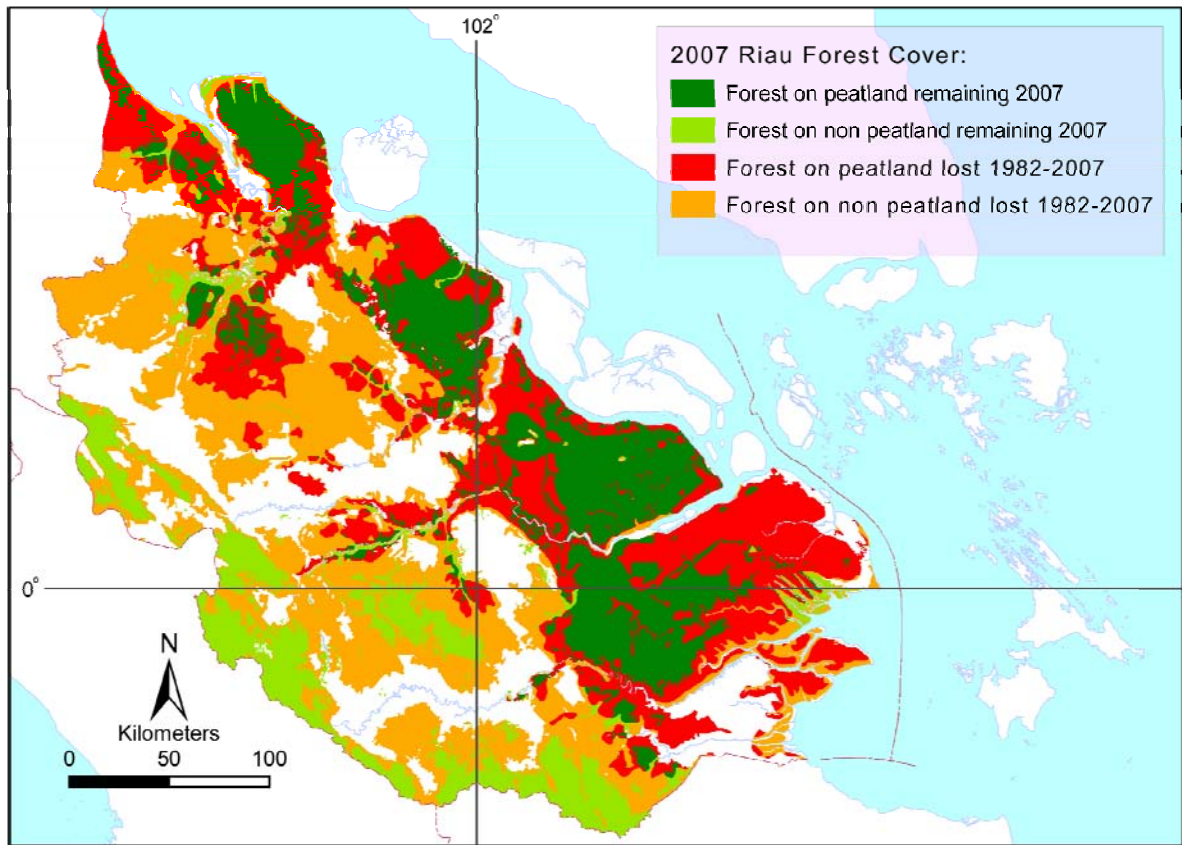 102°
2007 Riau Forest Cover:
Forest on peatland remaining 2007
Forest on non peatland remaining 2007
Forest on peatland lost 1982-2007
Forest on non peatland lost 1982-2007
0°
N
Kilometers
0 50 100